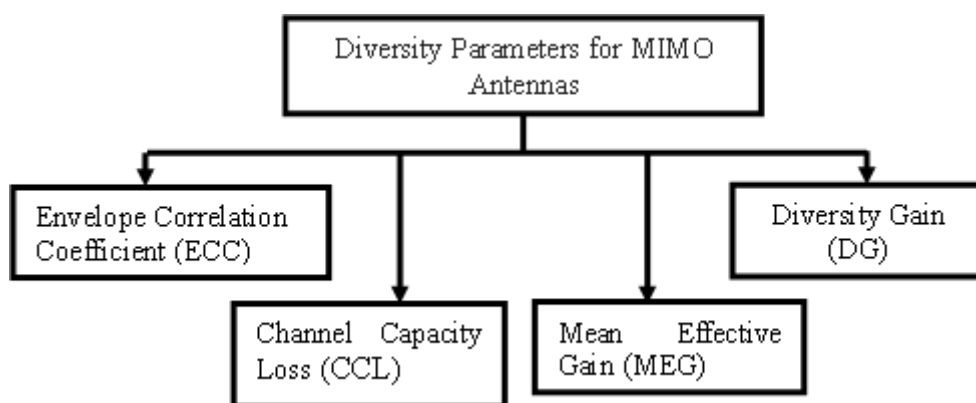 Diversity Parameters for MIMO
Antennas
Envelope Correlation
Coefficient (ECC)
Channel Capacity
Loss (CCL)
Mean Effective
Gain (MEG)
Diversity Gain
(DG)